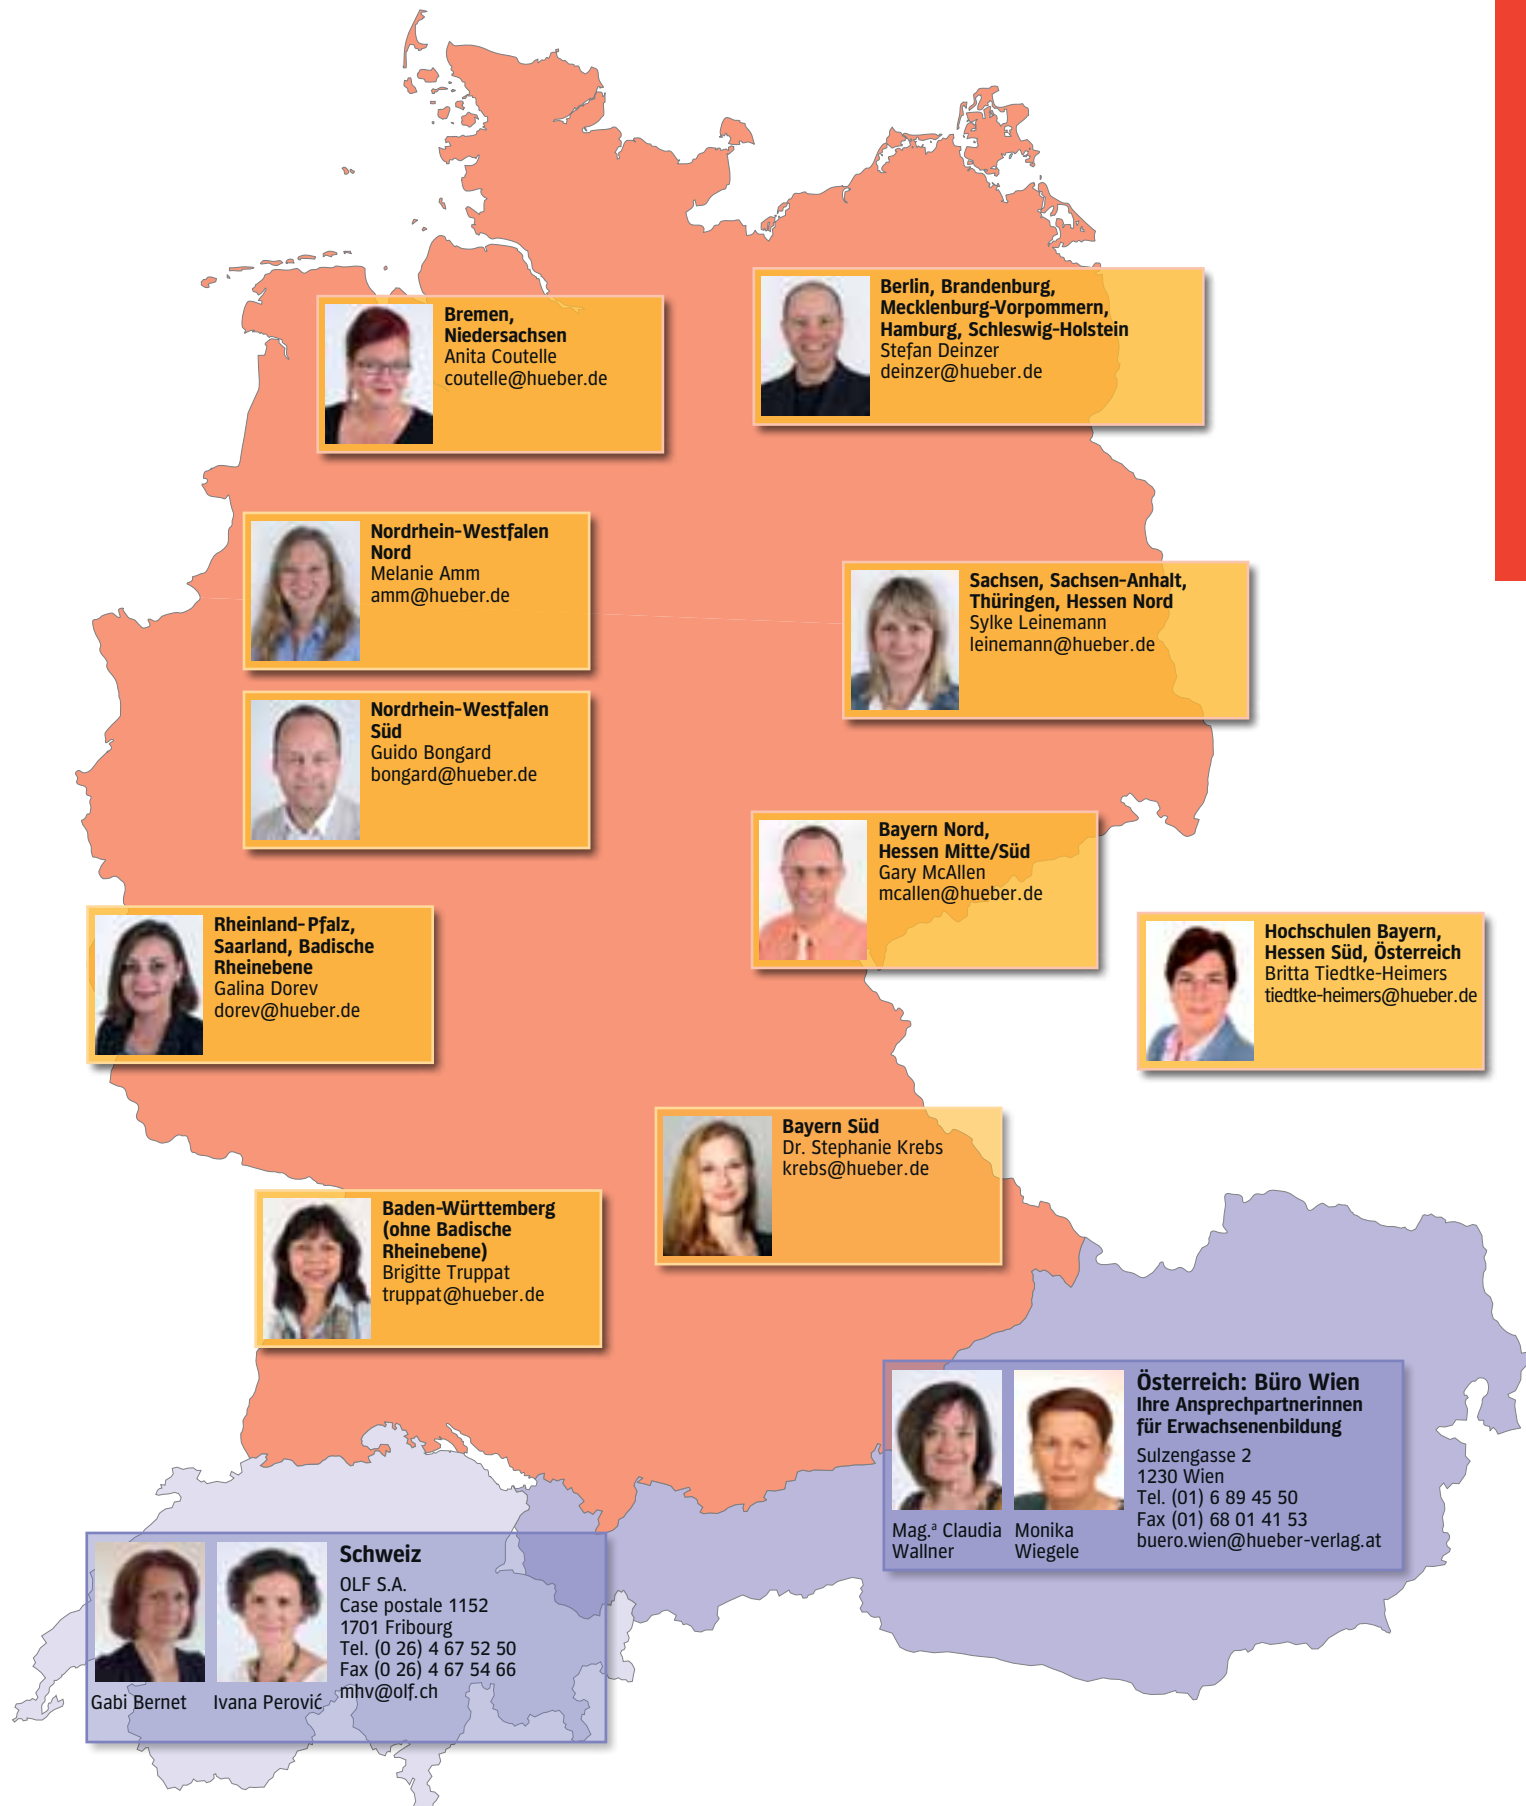 Bremen,
Niedersachsen
Anita Coutelle
coutelle@hueber.de
Berlin, Brandenburg,
Mecklenburg-Vorpommern,
Hamburg, Schleswig-Holstein
Stefan Deinzer
deinzer@hueber.de
Nordrhein-Westfalen
Nord
Melanie Amm
amm@hueber.de
Sachsen, Sachsen-Anhalt,
Thüringen, Hessen Nord
Sylke Leinemann
leinemann@hueber.de
Nordrhein-Westfalen
Süd
Guido Bongard
bongard@hueber.de
Bayern Nord,
Hessen Mitte/Süd
Gary McAllen
mcallen@hueber.de
Rheinland-Pfalz,
Saarland, Badische
Rheinebene
Galina Dorev
dorev@hueber.de
Hochschulen Bayern,
Hessen Süd, Österreich
Britta Tiedtke-Heimers
tiedtke-heimers@hueber.de
Bayern Süd
Dr. Stephanie Krebs
krebs@hueber.de
Baden-Württemberg
(ohne Badische
Rheinebene)
Brigitte Truppat
truppat@hueber.de
Österreich: Büro Wien
Ihre Ansprechpartnerinnen
für Erwachsenenbildung
Sulzengasse 2
1230 Wien
Tel. (01) 6 89 45 50
Fax (01) 68 01 41 53
buero.wien@hueber-verlag.at
Mag.ª Claudia
Wallner
Monika
Wiegele
Schweiz
OLF S.A.
Case postale 1152
1701 Fribourg
Tel. (0 26) 4 67 52 50
Fax (0 26) 4 67 54 66
mhv@olf.ch
Gabi Bernet
Ivana Perović